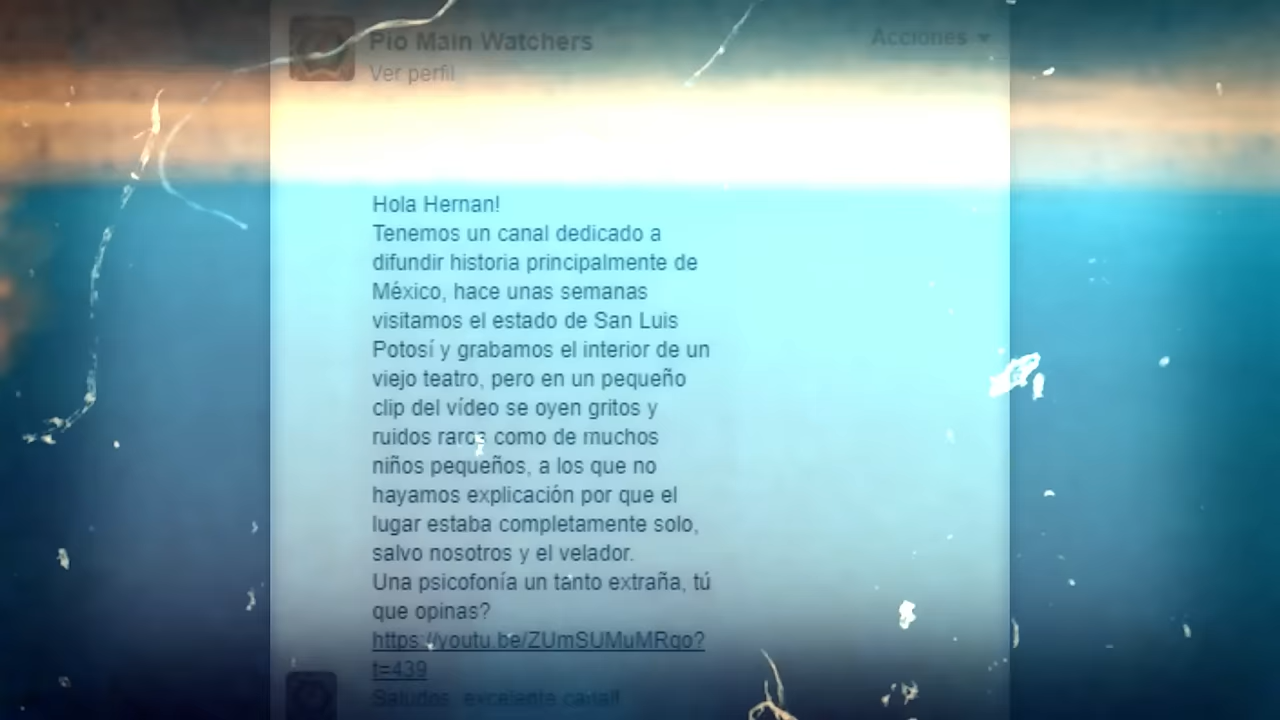 Pio Main Watchers
Acciones
Ver perfil
Hola Hernan!
Tenemos un canal dedicado a
difundir historia principalmente de
México, hace unas semanas
visitamos el estado de San Luis
Potosí y grabamos el interior de un
viejo teatro, pero en un pequeño
clip del vídeo se oyen gritos y
ruidos raros como de muchos
niños pequeños, a los que no
hayamos explicación por que el
lugar estaba completamente solo,
salvo nosotros y el velador.
Una psicofonía un tanto extraña, tú
que opinas?
https://youtu.be/ZUmSUMuMRqo?
t=439
Saludos, excelente canal!